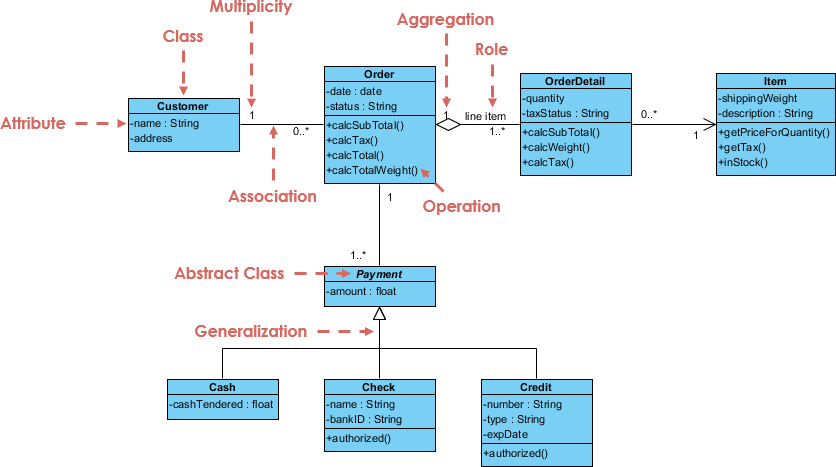 Multiplicity
Aggregation
Class
Role
Attribute
Customer
-name : String
-address
1
0..*
Association
Order
-date : date
-status : String
+calcSubTotal()
+calcTax()
+calcTotal()
+calcTotalWeight()
1
line item
1..*
Operation
OrderDetail
-quantity
-taxStatus : String
+calcSubTotal()
+calcWeight()
+calcTax()
0..*
1
Item
-shippingWeight
-description : String
+getPriceForQuantity()
+getTax()
+inStock()
1
1..*
Abstract Class
Payment
-amount : float
Generalization
Cash
-cashTendered : float
Check
-name : String
-bankID : String
+authorized()
Credit
-number : String
-type : String
-expDate
+authorized()